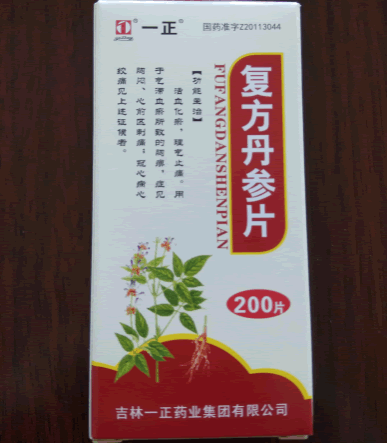 一正®
国药准字Z20113044
复方丹参片
FUFANGDANSHENPIAN
【功能主治】
活血化瘀，理气止痛。用
于气滞血瘀所致的胸痹，症见
胸闷、心前区刺痛；冠心病心
绞痛见上述证候者。
200片
吉林一正药业集团有限公司